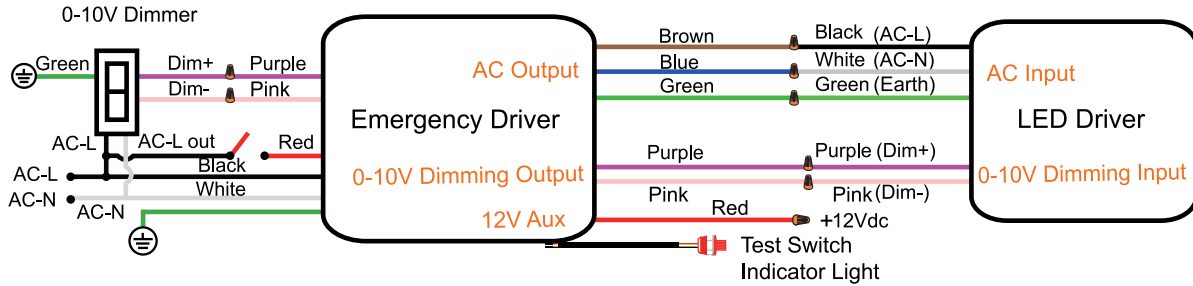 0-10V Dimmer
Green
Dim+
Purple
Dim-
Pink
AC-L
AC-L out
Red
AC-L
Black
AC-N
AC-N
White
Emergency Driver
AC Output
0-10V Dimming Output
12V Aux
Brown
Black (AC-L)
Blue
White (AC-N)
Green
Green (Earth)
Purple
Purple (Dim+)
Pink
Pink (Dim-)
Red
+12Vdc
Test Switch
Indicator Light
AC Input
LED Driver
0-10V Dimming Input